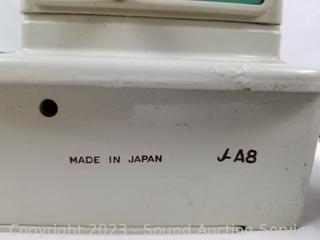 MADE IN JAPAN J-A8
Copyright 2023 - Sound Auction Service